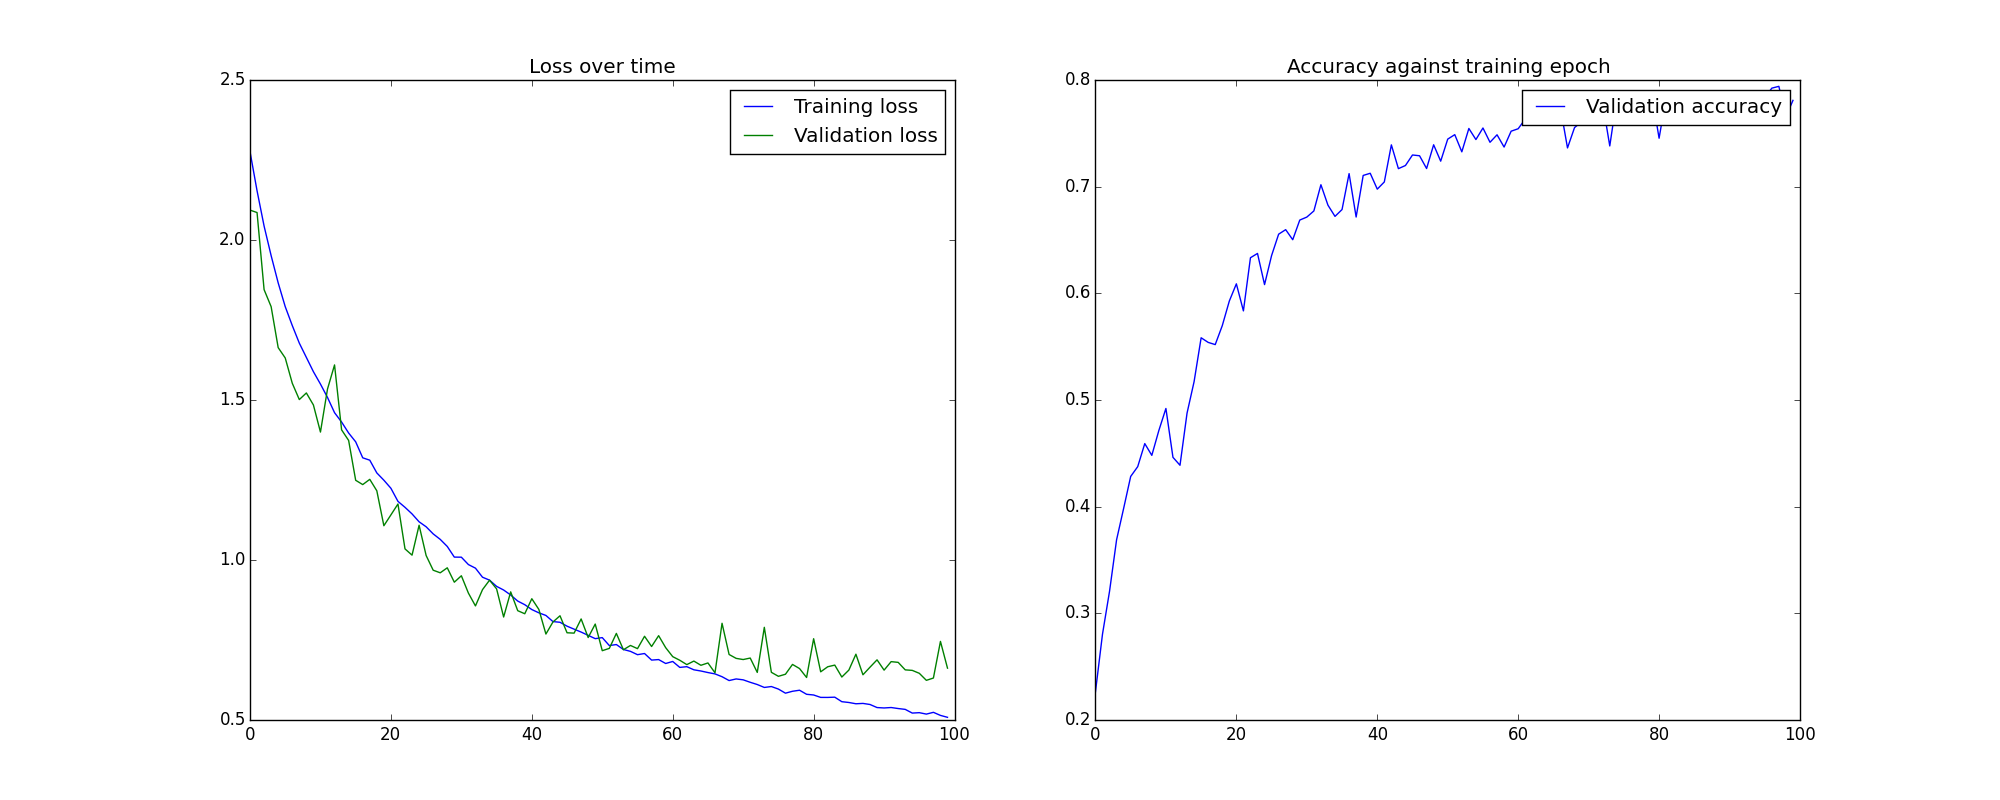 Loss over time
2.5
2.0
1.5
1.0
0.5
0 20 40 60 80 100
Training loss
Validation loss
Accuracy against training epoch
0.8
0.7
0.6
0.5
0.4
0.3
0.2
0 20 40 60 80 100
Validation accuracy